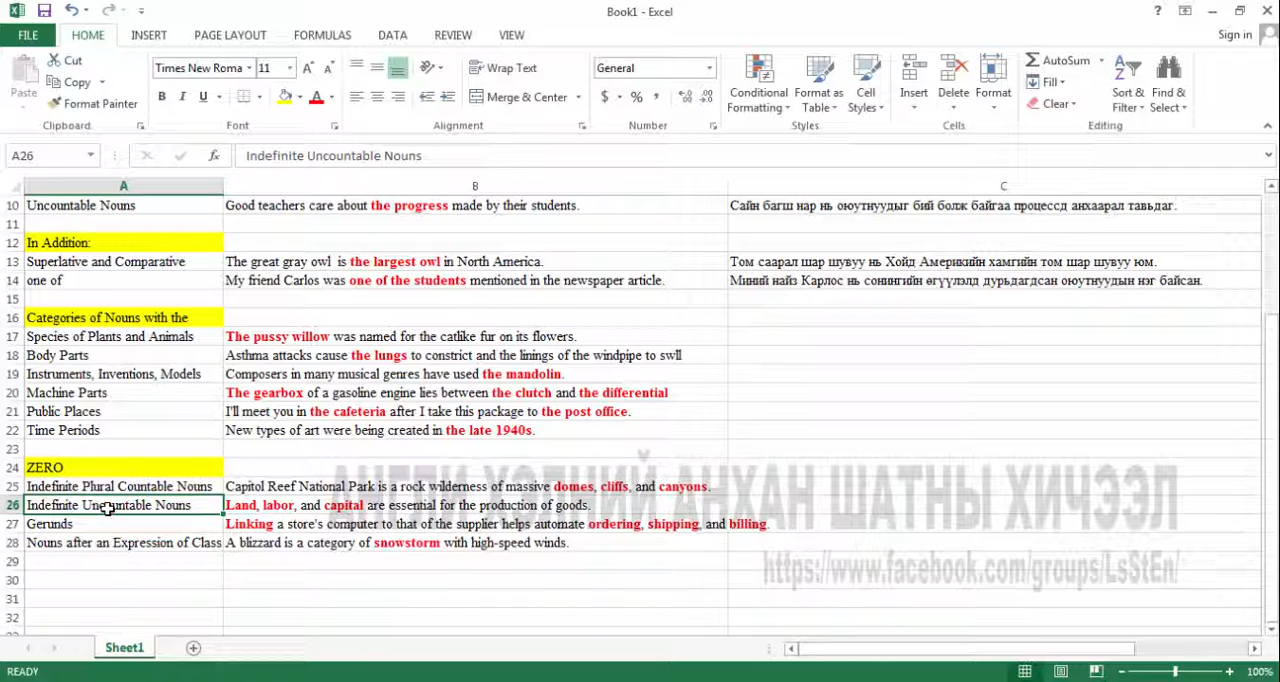 Book1 - Excel
FILE HOME INSERT PAGE LAYOUT FORMULAS DATA REVIEW VIEW Sign in
Paste Cut Copy Format Painter
Times New Roma 11
B I U
Wrap Text
Merge & Center
General
$ % ,
Conditional Formatting Format as Table Cell Styles
Insert Delete Format
AutoSum Fill Clear
Sort & Filter Find & Select
Clipboard Font Alignment Number Styles Cells Editing
A26 fx Indefinite Uncountable Nouns
A B C
10 Uncountable Nouns Good teachers care about the progress made by their students. Сайн багш нар нь оюутнуудыг бий болж байгаа процессд анхаарал тавьдаг.
11
12 In Addition:
13 Superlative and Comparative The great gray owl is the largest owl in North America. Том саарал шар шувуу нь Хойд Америкийн хамгийн том шар шувуу юм.
14 one of My friend Carlos was one of the students mentioned in the newspaper article. Миний найз Карлос нь сонингийн өгүүлэлд дурьдагдсан оюутнуудын нэг байсан.
15
16 Categories of Nouns with the
17 Species of Plants and Animals The pussy willow was named for the catlike fur on its flowers.
18 Body Parts Asthma attacks cause the lungs to constrict and the linings of the windpipe to swll
19 Instruments, Inventions, Models Composers in many musical genres have used the mandolin.
20 Machine Parts The gearbox of a gasoline engine lies between the clutch and the differential
21 Public Places I'll meet you in the cafeteria after I take this package to the post office.
22 Time Periods New types of art were being created in the late 1940s.
23
24 ZERO
25 Indefinite Plural Countable Nouns Capitol Reef National Park is a rock wilderness of massive domes, cliffs, and canyons.
26 Indefinite Uncountable Nouns Land, labor, and capital are essential for the production of goods.
27 Gerunds Linking a store's computer to that of the supplier helps automate ordering, shipping, and billing.
28 Nouns after an Expression of Class A blizzard is a category of snowstorm with high-speed winds.
29
30
31
32
АНГЛИ ХЭЛНИЙ АНХАН ШАТНЫ ХИЧЭЭЛ
https://www.facebook.com/groups/LsStEn/
Sheet1
READY 100%